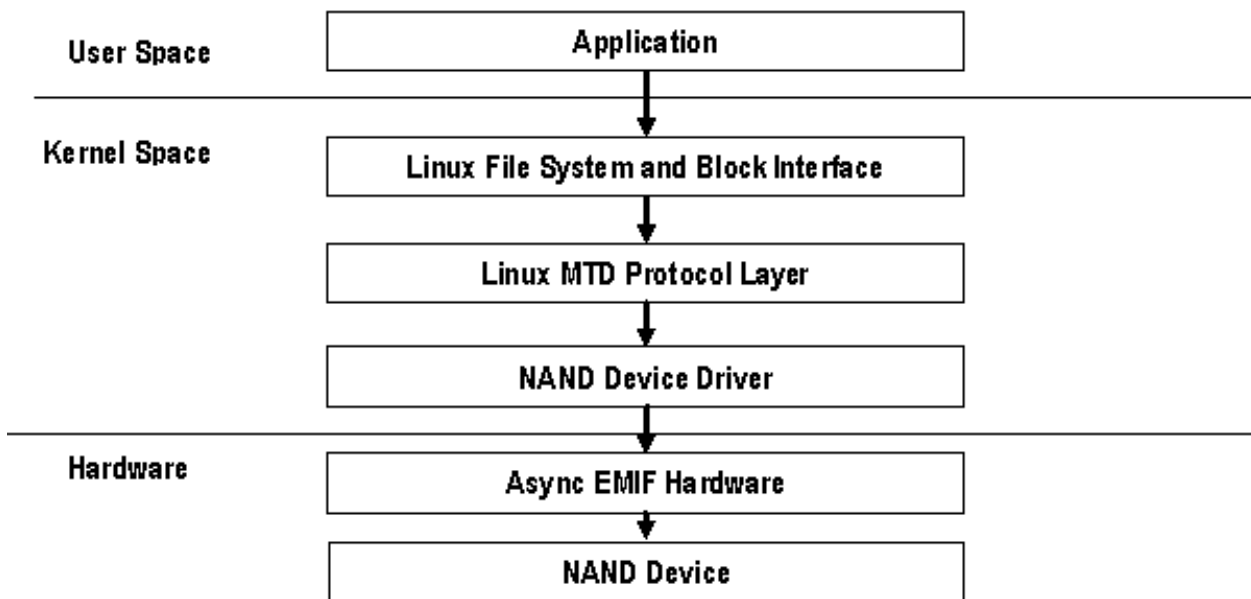 User Space
Application
Kernel Space
Linux File System and Block Interface
Linux MTD Protocol Layer
NAND Device Driver
Hardware
Async EMIF Hardware
NAND Device